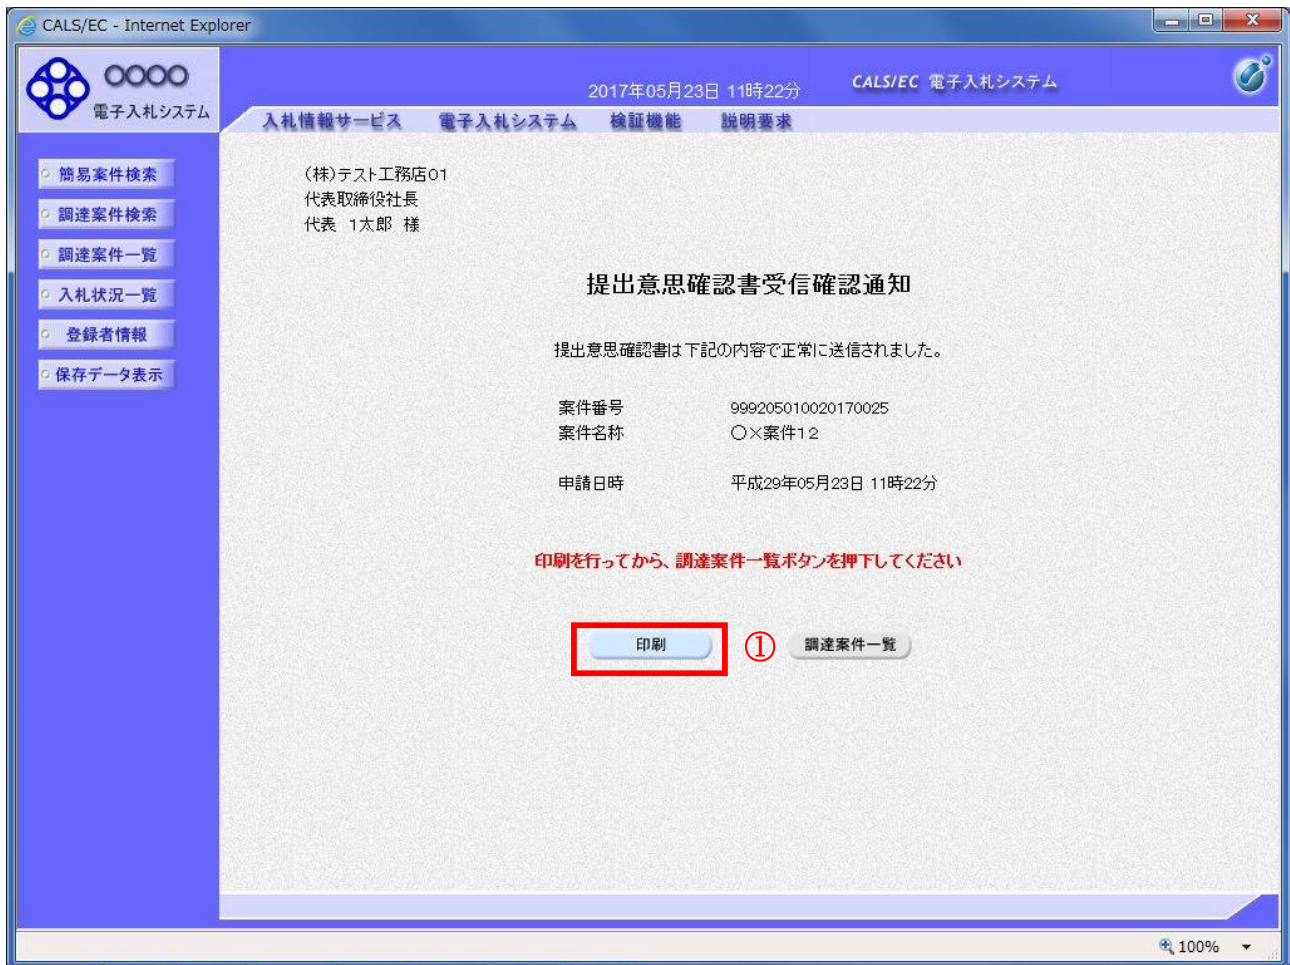 CALS/EC - Internet Explorer
〇〇〇〇
電子入札システム
2017年05月23日 11時22分
CALS/EC 電子入札システム
入札情報サービス 電子入札システム 検証機能 説明要求
簡易案件検索
調達案件検索
調達案件一覧
入札状況一覧
登録者情報
保存データ表示
(株)テスト工務店01
代表取締役社長
代表 1太郎 様
提出意思確認書受信確認通知
提出意思確認書は下記の内容で正常に送信されました。
案件番号 999205010020170025
案件名称 〇×案件12
申請日時 平成29年05月23日 11時22分
印刷を行ってから、調達案件一覧ボタンを押下してください
印刷 ① 調達案件一覧
100%